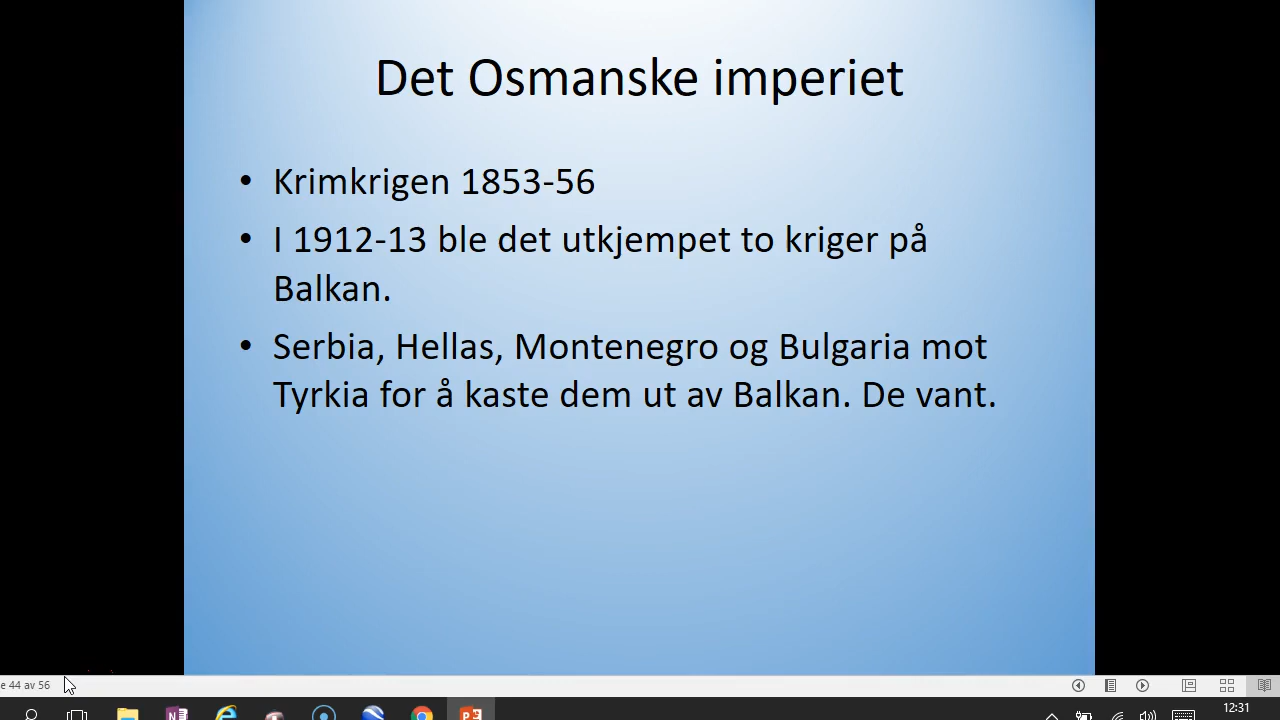 Det Osmanske imperiet
• Krimkrigen 1853-56
• I 1912-13 ble det utkjempet to kriger på
Balkan.
• Serbia, Hellas, Montenegro og Bulgaria mot
Tyrkia for å kaste dem ut av Balkan. De vant.
e 44 av 56
12:31